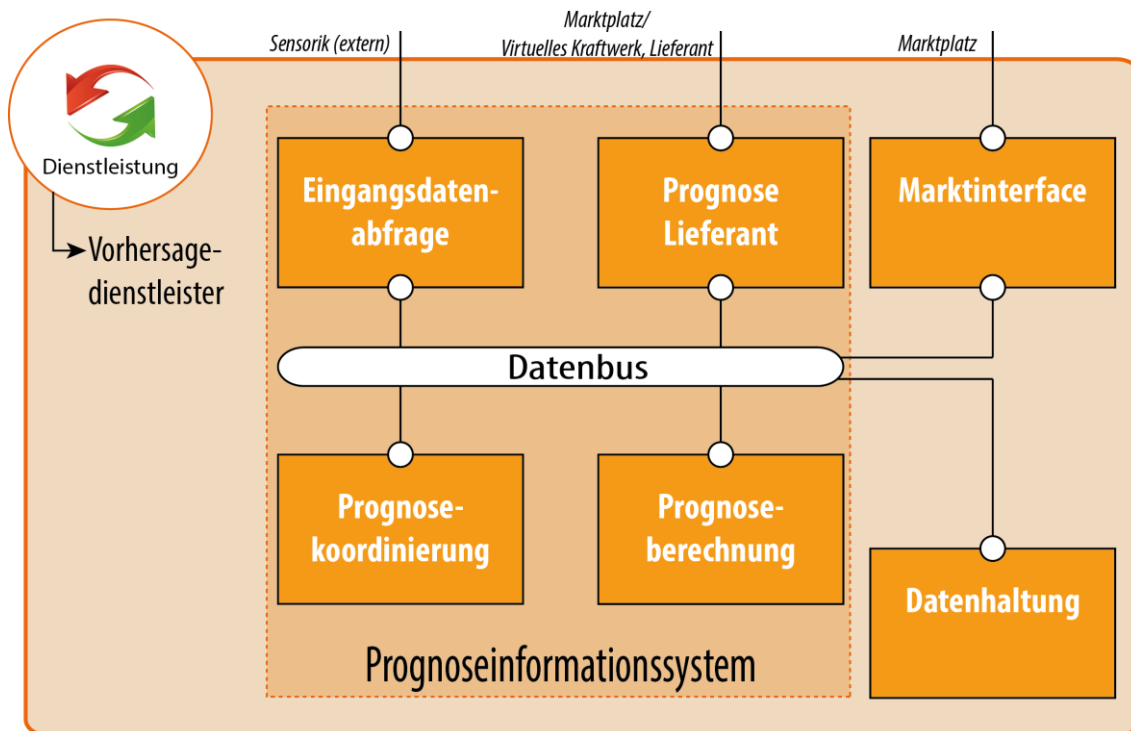 Sensorik (extern)
Marktplatz/
Virtuelles Kraftwerk, Lieferant
Marktplatz
Dienstleistung
Vorhersage-
dienstleister
Eingangsdaten-
abfrage
Prognose
Lieferant
Marktinterface
Datenbus
Prognose-
koordinierung
Prognose-
berechnung
Datenhaltung
Prognoseinformationssystem